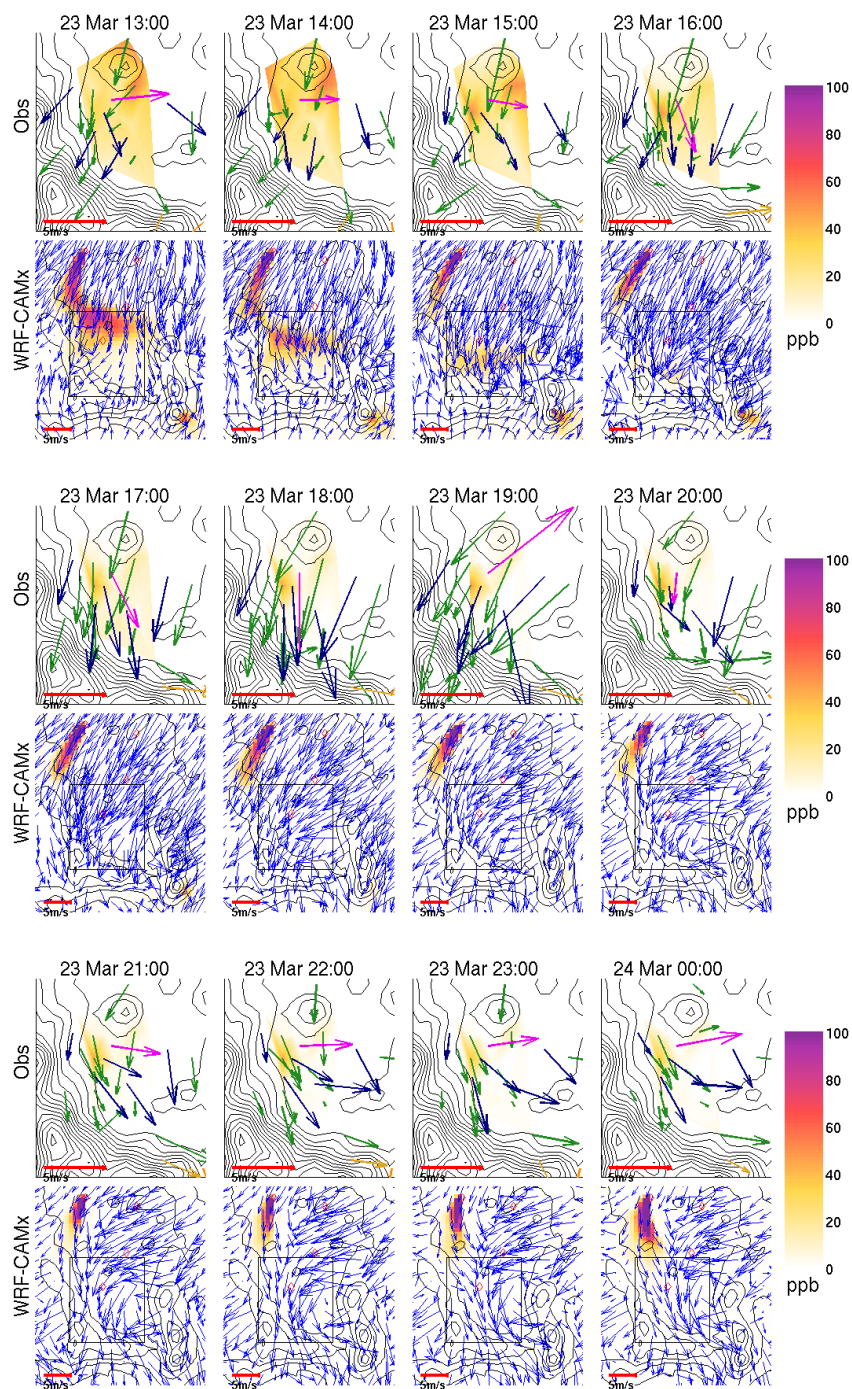 23 Mar 13:00 23 Mar 14:00 23 Mar 15:00 23 Mar 16:00
Obs
5m/s 5m/s 5m/s 5m/s
100
80
60
40
20
0
ppb
WRF-CAMx
5m/s 5m/s 5m/s 5m/s
23 Mar 17:00 23 Mar 18:00 23 Mar 19:00 23 Mar 20:00
Obs
5m/s 5m/s 5m/s 5m/s
100
80
60
40
20
0
ppb
WRF-CAMx
5m/s 5m/s 5m/s 5m/s
23 Mar 21:00 23 Mar 22:00 23 Mar 23:00 24 Mar 00:00
Obs
5m/s 5m/s 5m/s 5m/s
100
80
60
40
20
0
ppb
WRF-CAMx
5m/s 5m/s 5m/s 5m/s